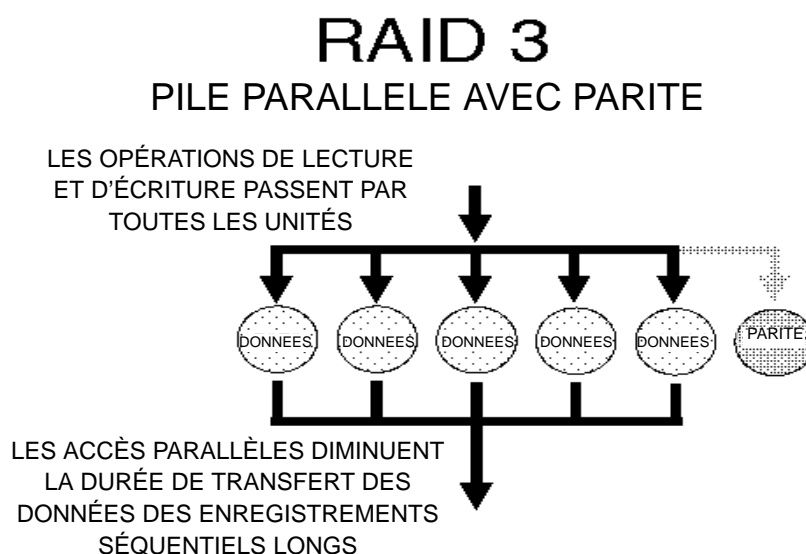 RAID 3
PILE PARALLELE AVEC PARITE
LES OPÉRATIONS DE LECTURE
ET D'ÉCRITURE PASSENT PAR
TOUTES LES UNITÉS
DONNEES DONNEES DONNEES DONNEES DONNEES PARITE
LES ACCÈS PARALLÈLES DIMINUENT
LA DURÉE DE TRANSFERT DES
DONNÉES DES ENREGISTREMENTS
SÉQUENTIELS LONGS